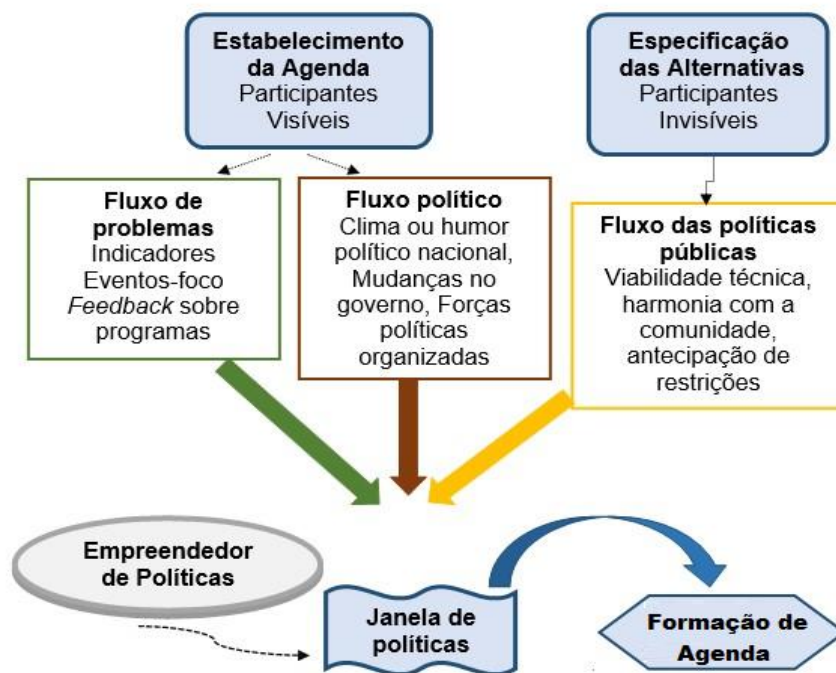 Estabelecimento
da Agenda
Participantes
Visíveis
Especificação
das Alternativas
Participantes
Invisíveis
Fluxo de
problemas
Indicadores
Eventos-foco
Feedback sobre
programas
Fluxo político
Clima ou humor
político nacional,
Mudanças no
governo, Forças
políticas
organizadas
Fluxo das políticas
públicas
Viabilidade técnica,
harmonia com a
comunidade,
antecipação de
restrições
Empreendedor
de Políticas
Janela de
políticas
Formação de
Agenda